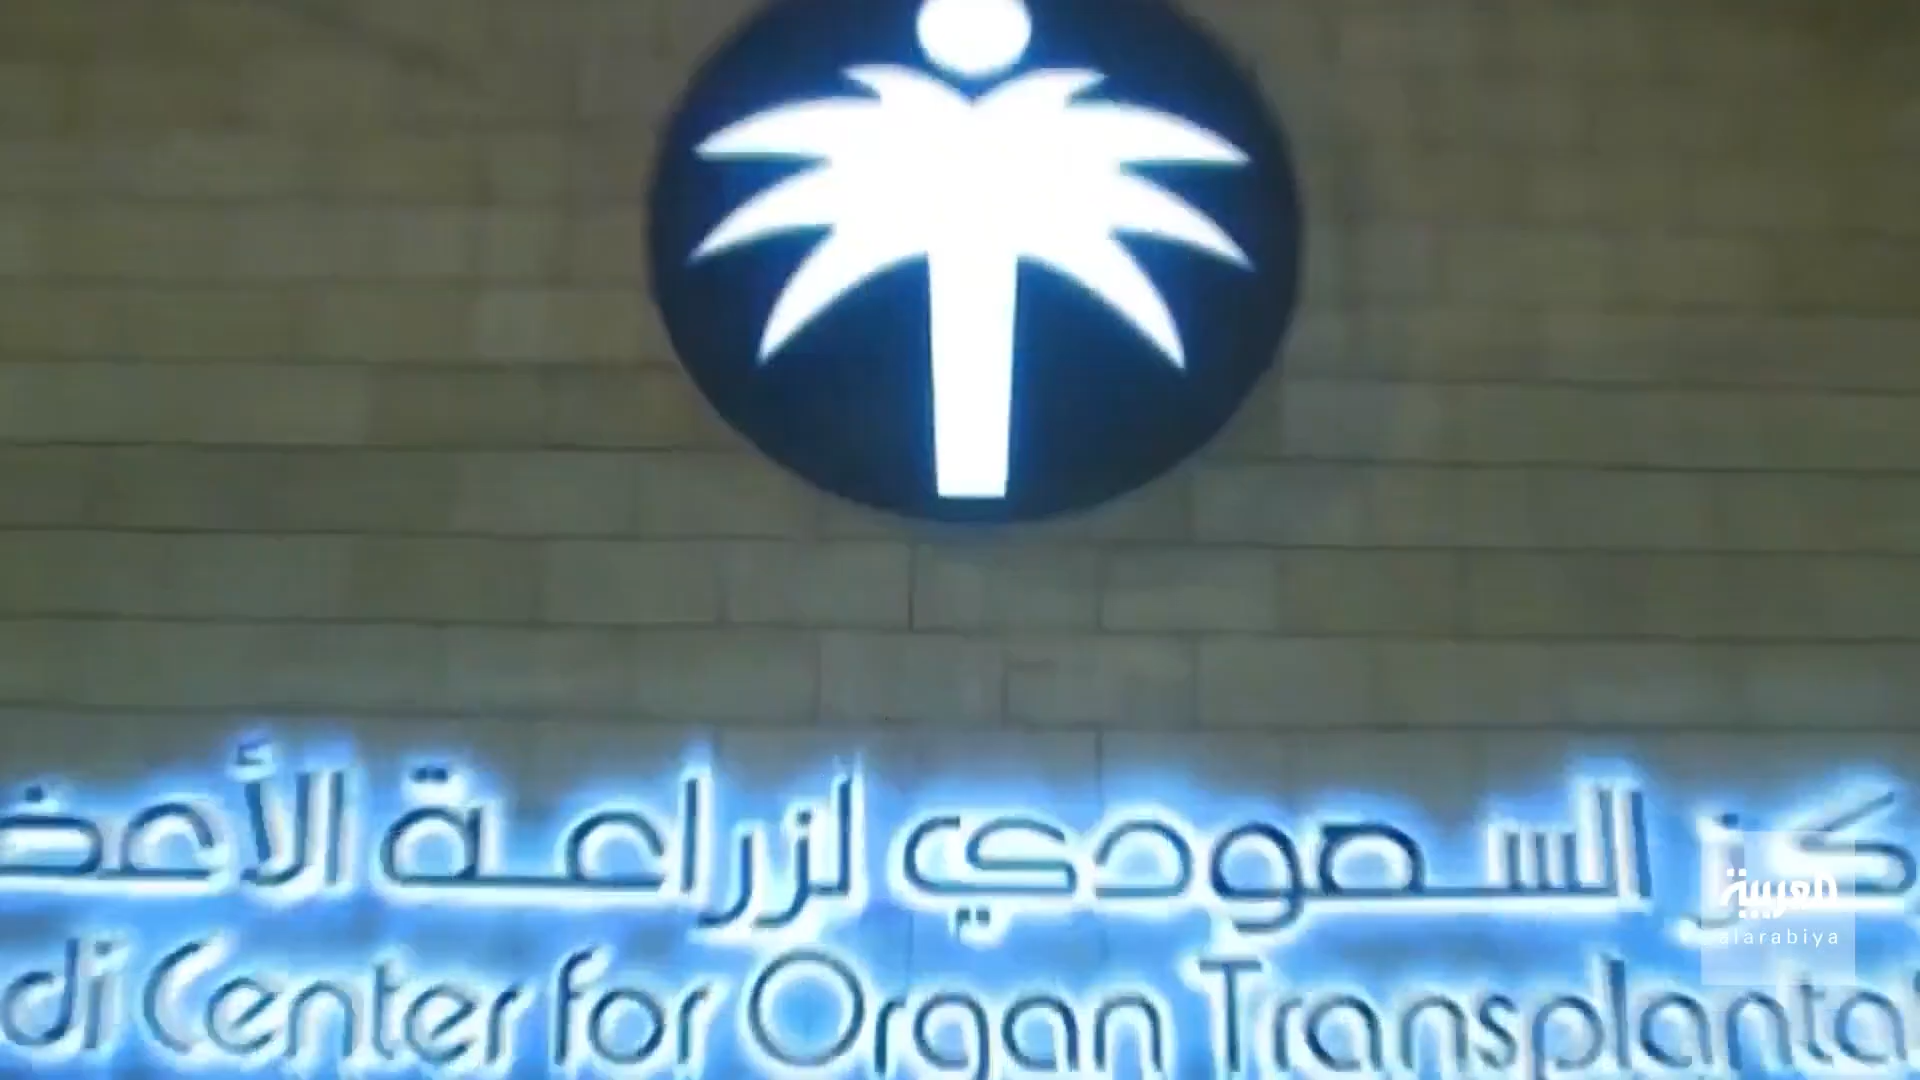 كز السعودي لزراعة الأعض
di Center for Organ Transplanta
العربية
alarabiya